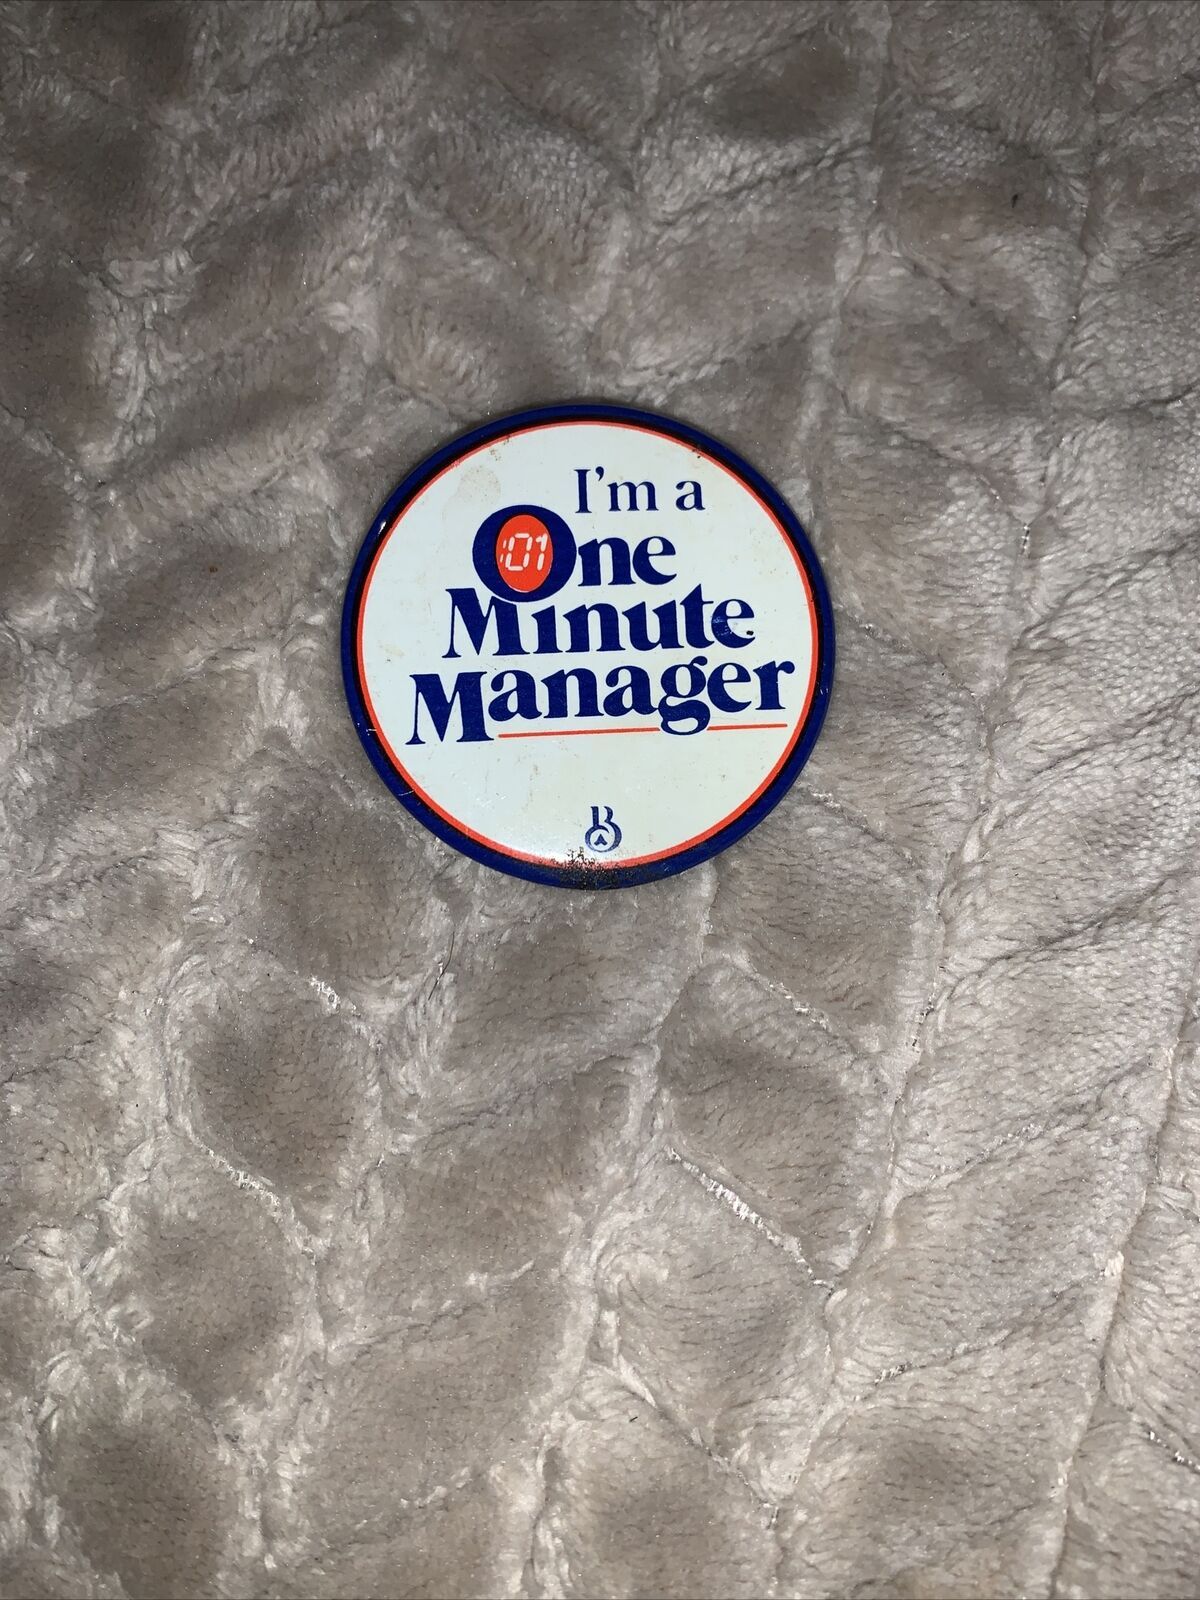 I'm a
One
:01
Minute
Manager
B